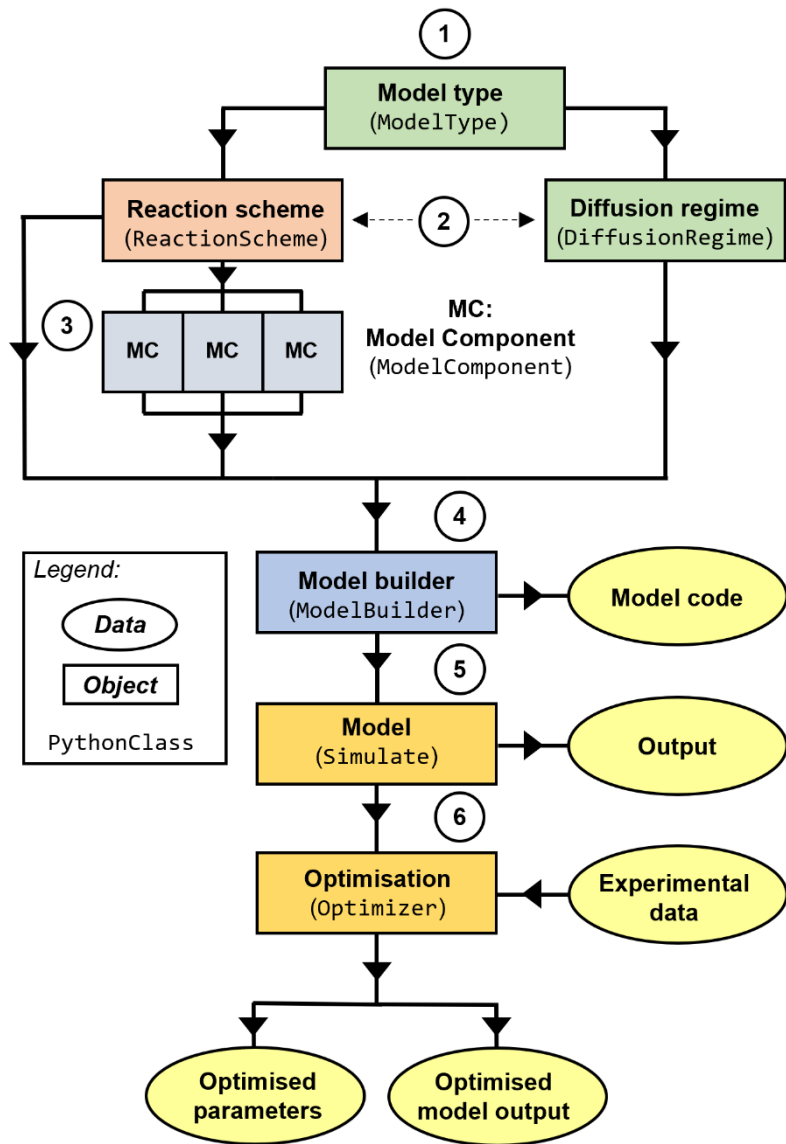 1
Model type
(ModelType)
Reaction scheme
(ReactionScheme)
2
Diffusion regime
(DiffusionRegime)
3
MC
MC
MC
MC:
Model Component
(ModelComponent)
4
Legend:
Data
Object
PythonClass
Model builder
(ModelBuilder)
Model code
5
Model
(Simulate)
Output
6
Optimisation
(Optimizer)
Experimental
data
Optimised
parameters
Optimised
model output